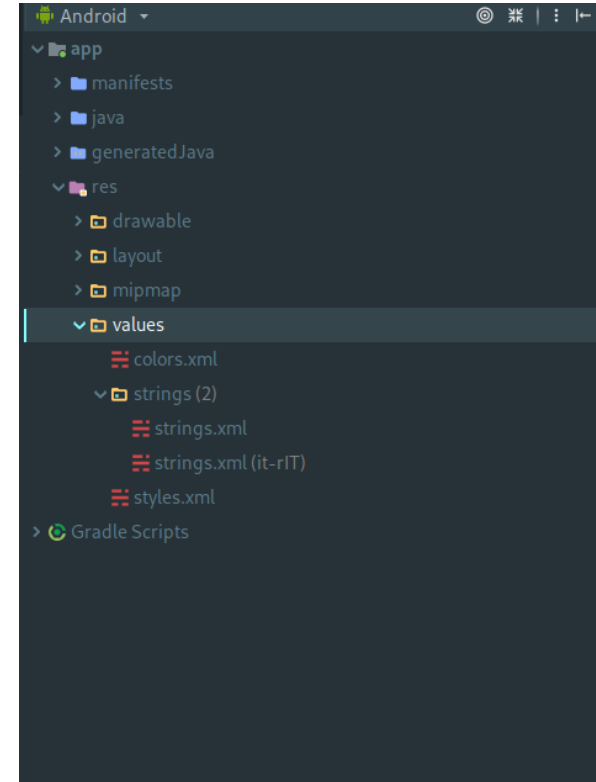 Android
app
manifests
java
generatedJava
res
drawable
layout
mipmap
values
colors.xml
strings (2)
strings.xml
strings.xml (it-rIT)
styles.xml
Gradle Scripts